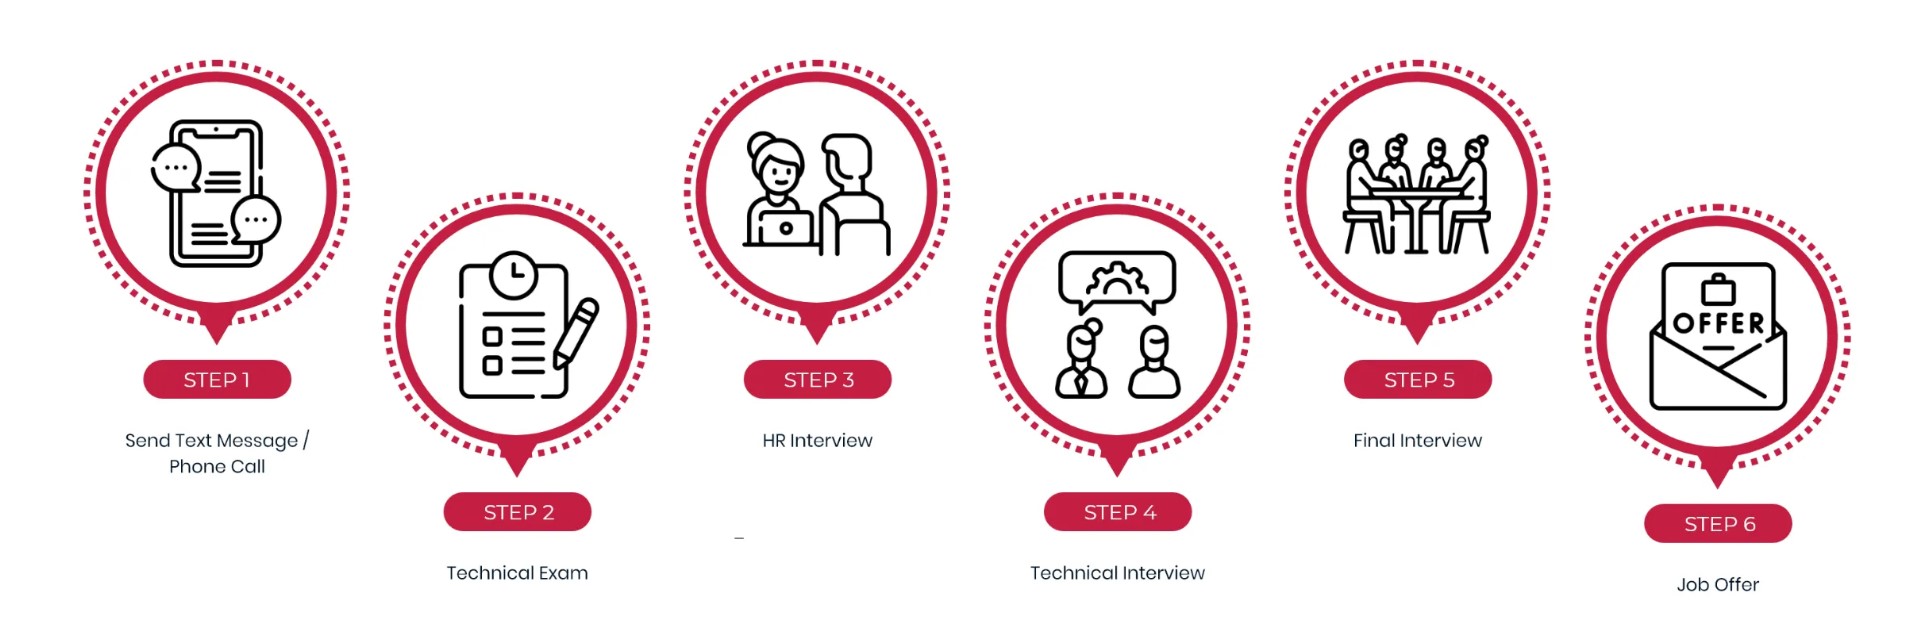 STEP 1
Send Text Message /
Phone Call
STEP 2
Technical Exam
STEP 3
HR Interview
STEP 4
Technical Interview
STEP 5
Final Interview
OFFER
STEP 6
Job Offer